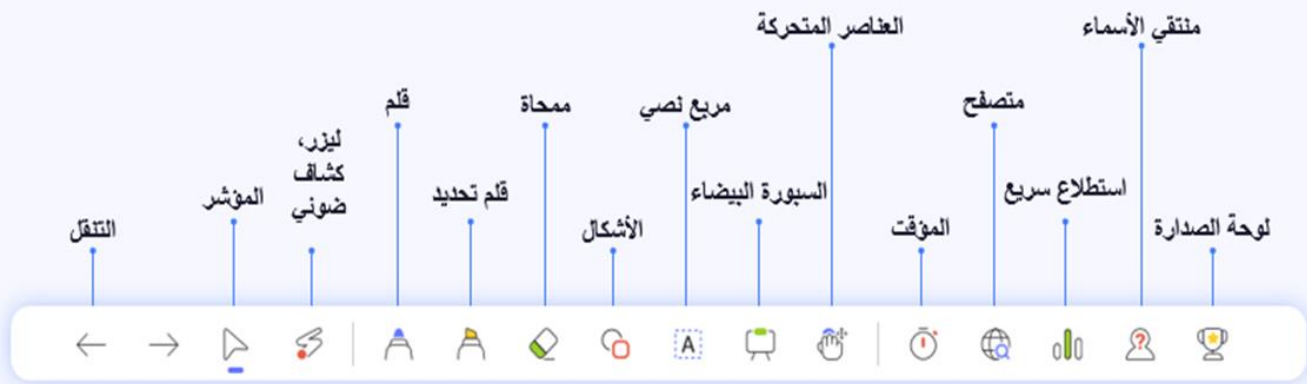 العناصر المتحركة
منتقي الأسماء
قلم
ممحاة
مربع نصي
متصفح
ليزر،
كشاف
ضوئي
المؤشر
قلم تحديد
السبورة البيضاء
استطلاع سريع
التنقل
الأشكال
المؤقت
لوحة الصدارة
A
?